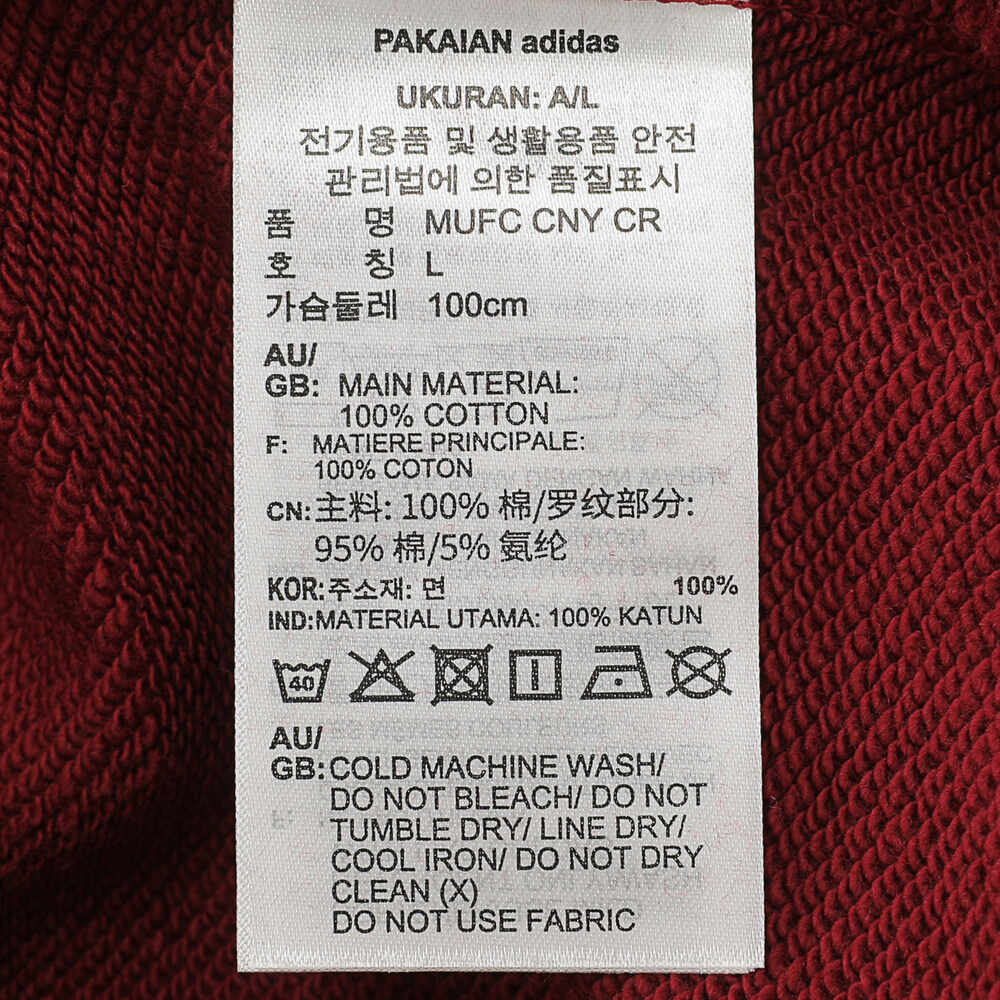 PAKAIAN adidas
UKURAN: A/L
전기용품 및 생활용품 안전
관리법에 의한 품질표시
품 명 MUFC CNY CR
호 칭 L
가슴둘레 100cm
AU/
GB: MAIN MATERIAL:
100% COTTON
F: MATIERE PRINCIPALE:
100% COTON
CN: 主料: 100% 棉/罗纹部分:
95% 棉/5% 氨纶
KOR: 주소재: 면 100%
IND: MATERIAL UTAMA: 100% KATUN
40
AU/
GB: COLD MACHINE WASH/
DO NOT BLEACH/ DO NOT
TUMBLE DRY/ LINE DRY/
COOL IRON/ DO NOT DRY
CLEAN (X)
DO NOT USE FABRIC